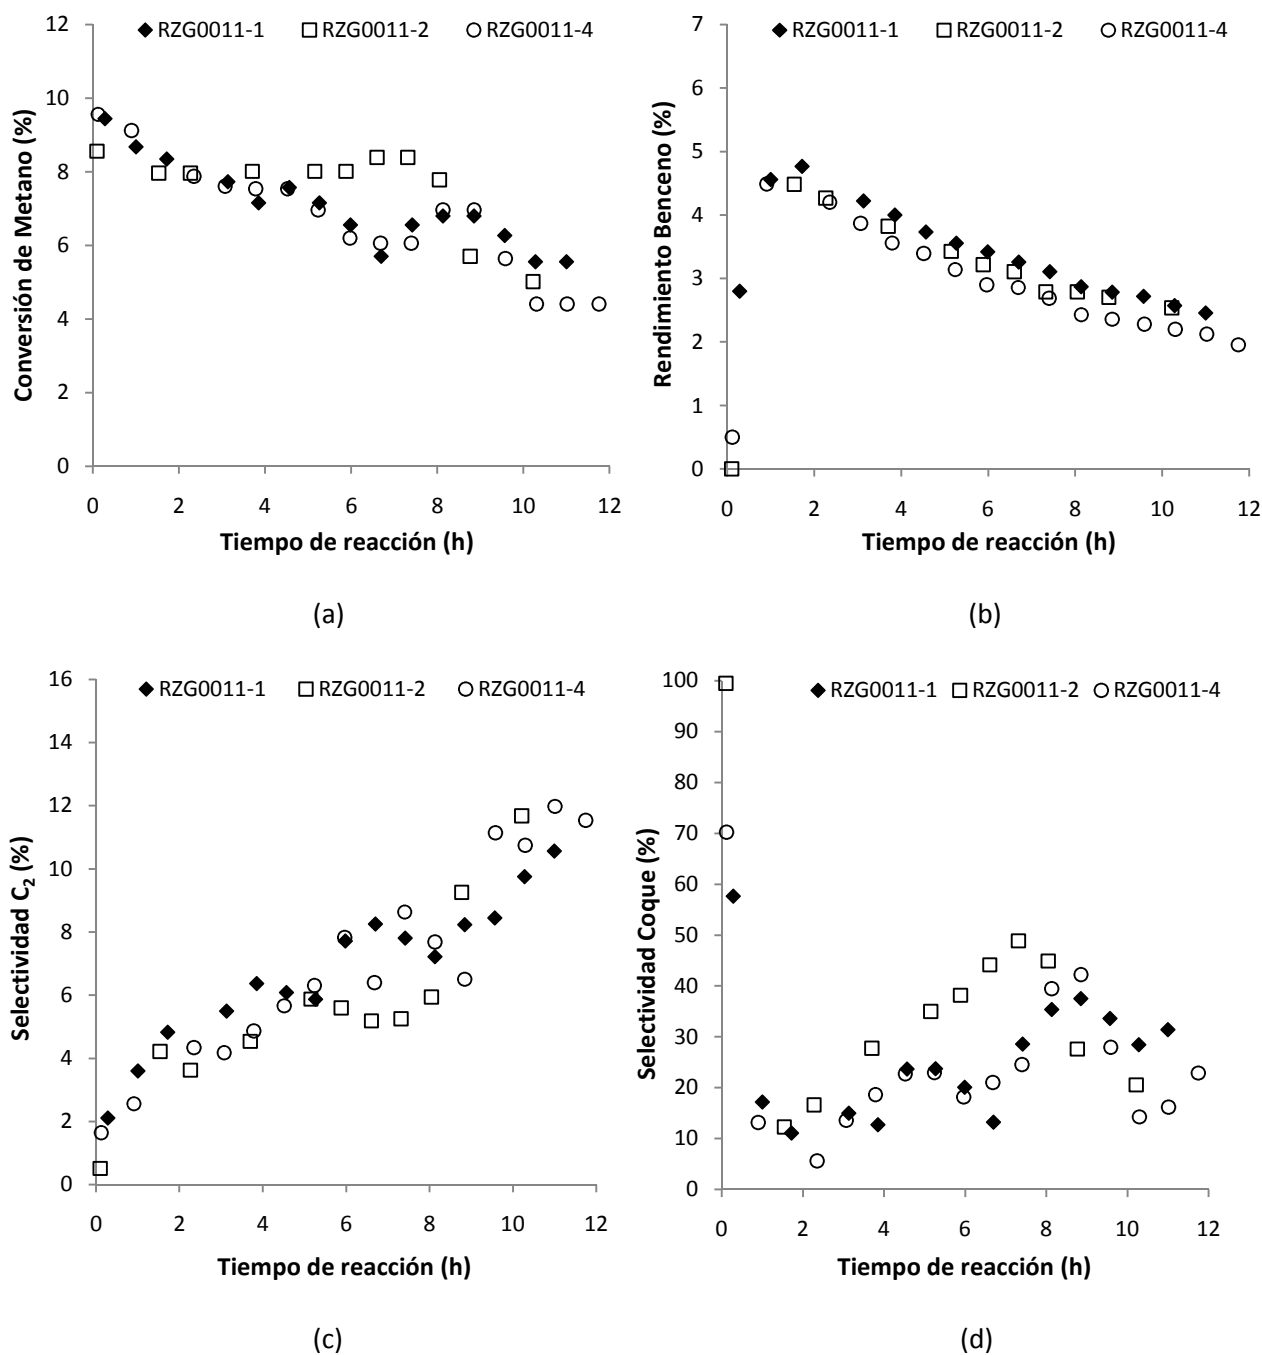 RZG0011-1 RZG0011-2 RZG0011-4
12
10
8
6
4
2
0
0 2 4 6 8 10 12
Conversión de Metano (%)
Tiempo de reacción (h)
(a)
RZG0011-1 RZG0011-2 RZG0011-4
7
6
5
4
3
2
1
0
0 2 4 6 8 10 12
Rendimiento Benceno (%)
Tiempo de reacción (h)
(b)
RZG0011-1 RZG0011-2 RZG0011-4
16
14
12
10
8
6
4
2
0
0 2 4 6 8 10 12
Selectividad C₂ (%)
Tiempo de reacción (h)
(c)
RZG0011-1 RZG0011-2 RZG0011-4
100
90
80
70
60
50
40
30
20
10
0
0 2 4 6 8 10 12
Selectividad Coque (%)
Tiempo de reacción (h)
(d)